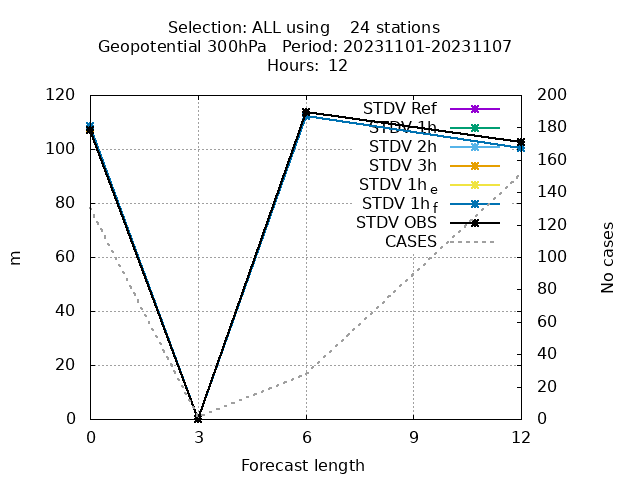 Selection: ALL using    24 stations
Geopotential 300hPa   Period: 20231101-20231107
Hours:  12
120 200
STDV Ref
STDV 1h
180
100 STDV 2h
160
STDV 3h
STDV 1h e
140
80 STDV 1h f
STDV OBS
120
CASES
60 100
80
40
60
40
20
20
0 0
m
No cases
0 3 6 9 12
Forecast length